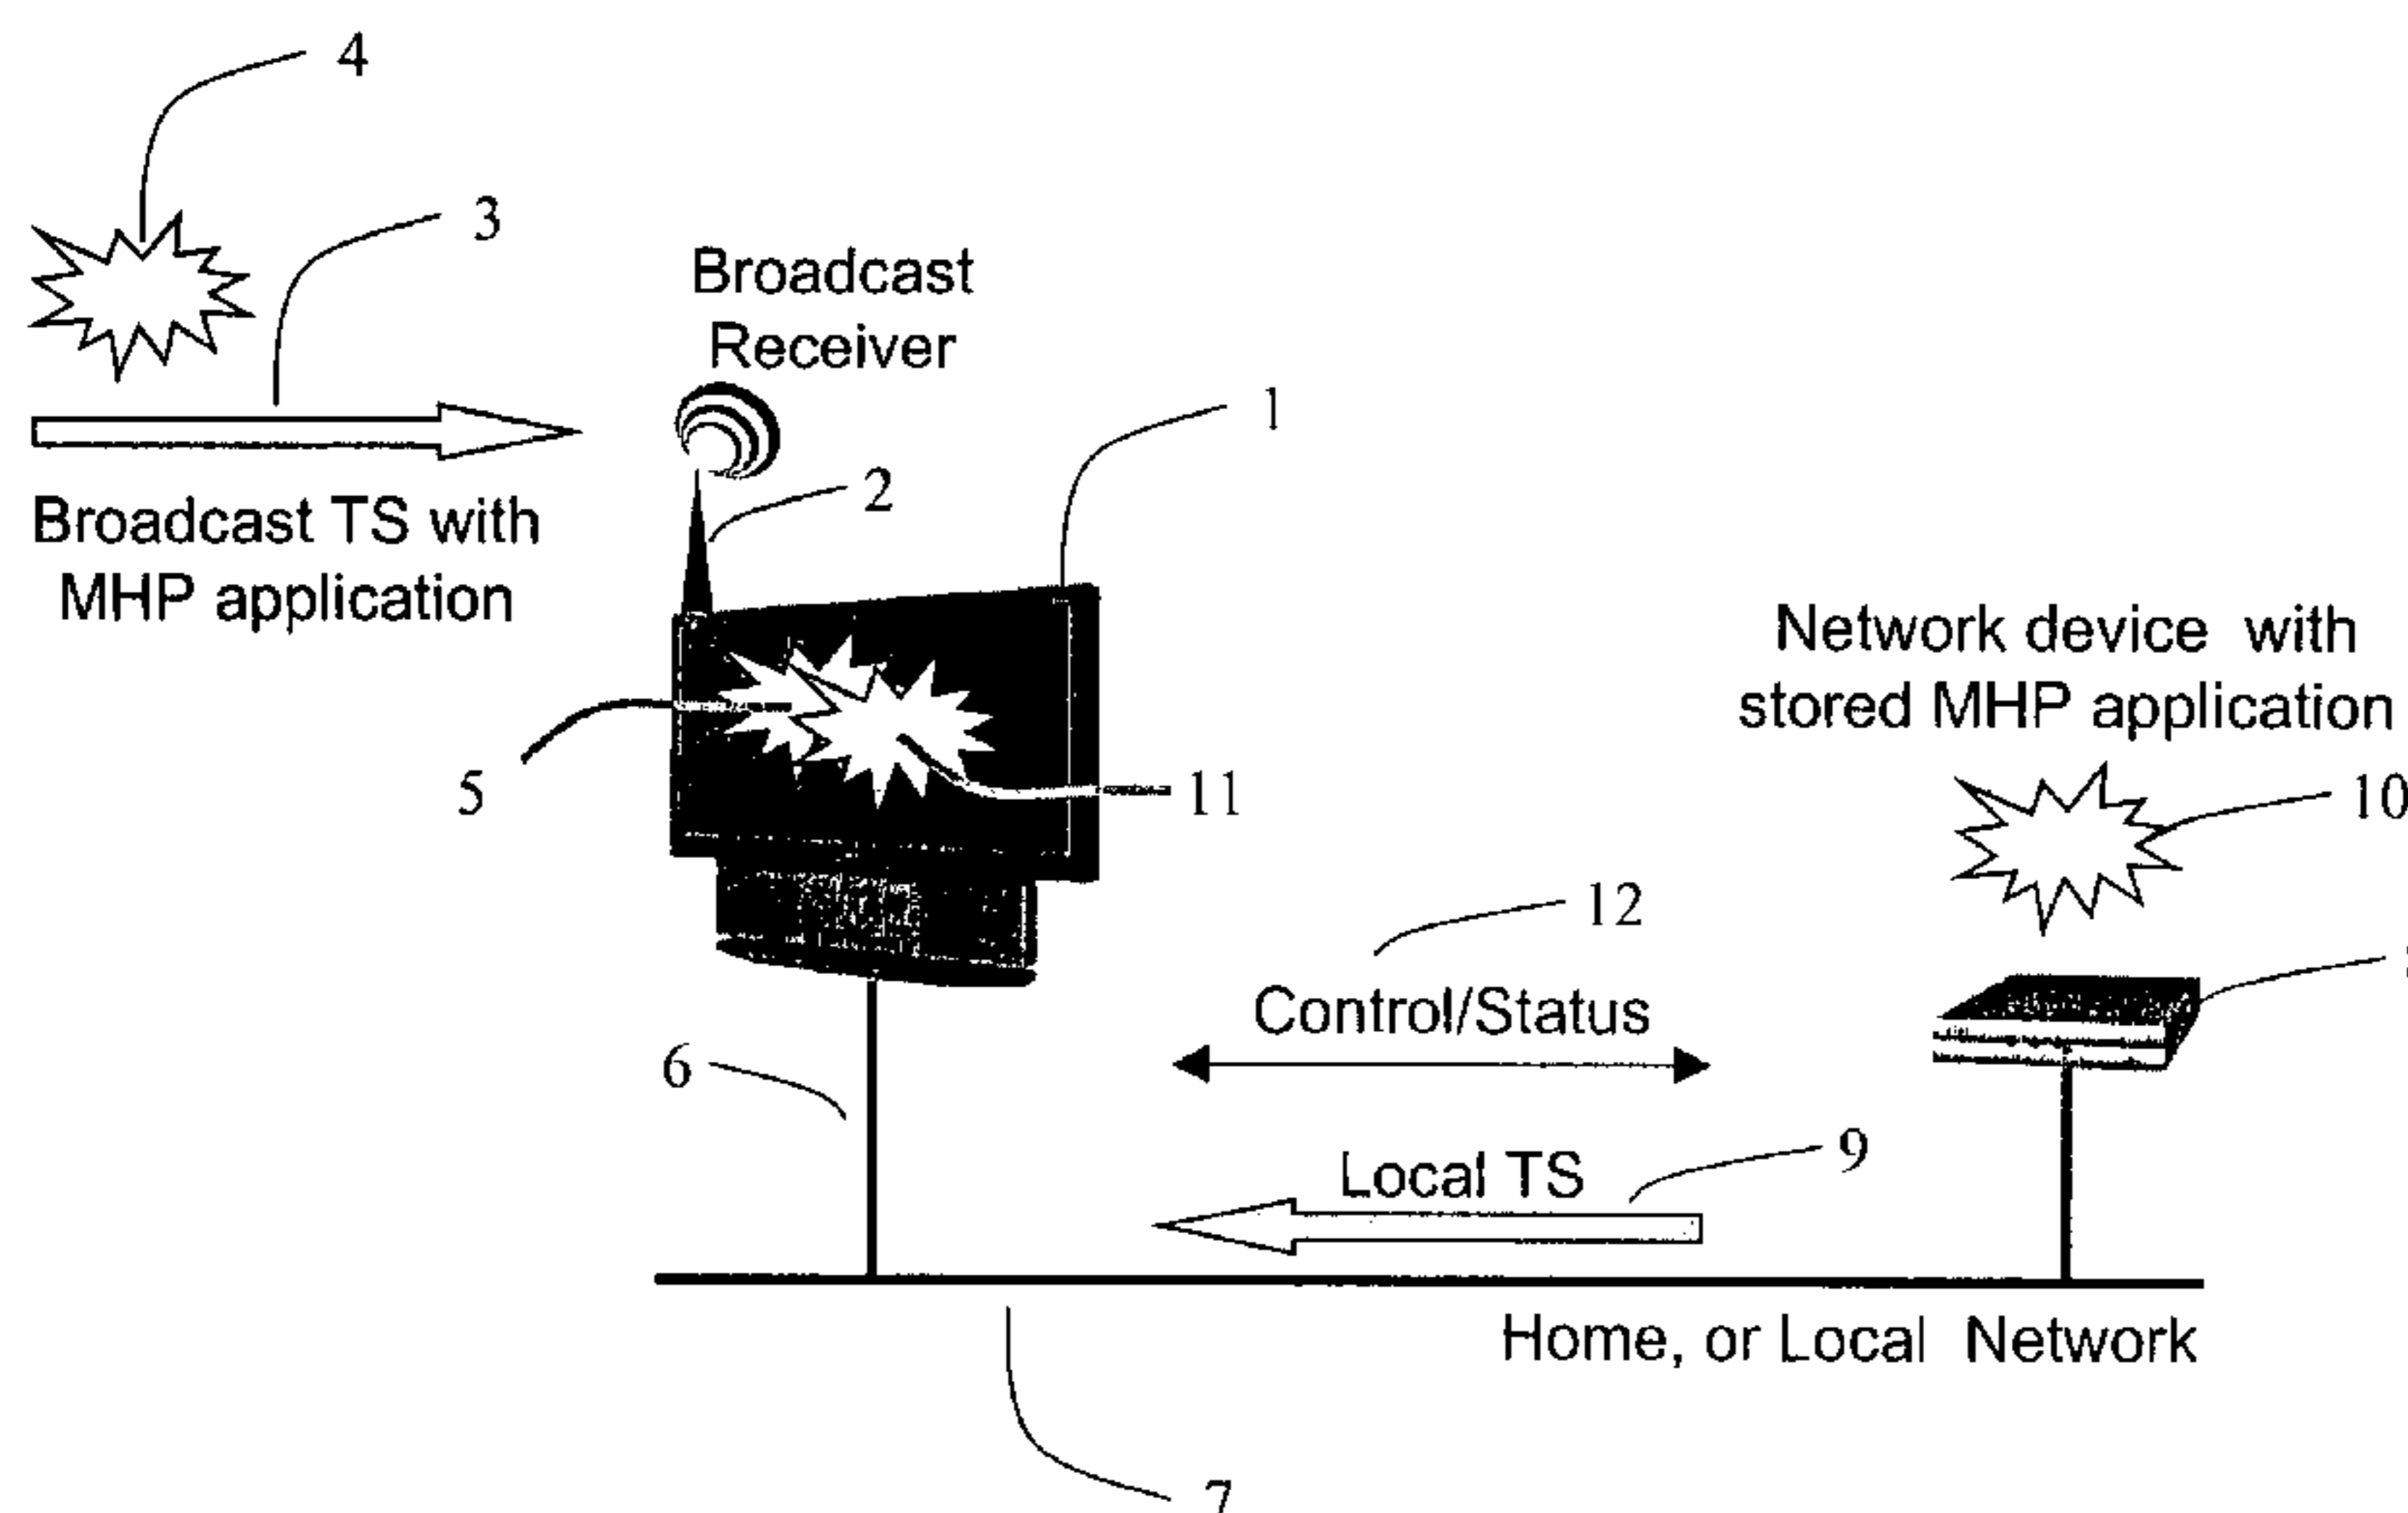 4
3
Broadcast
Receiver
1
2
Broadcast TS with
MHP application
Network device with
stored MHP application
5
11
10
12
Control/Status
6
9
Local TS
Home, or Local Network
7